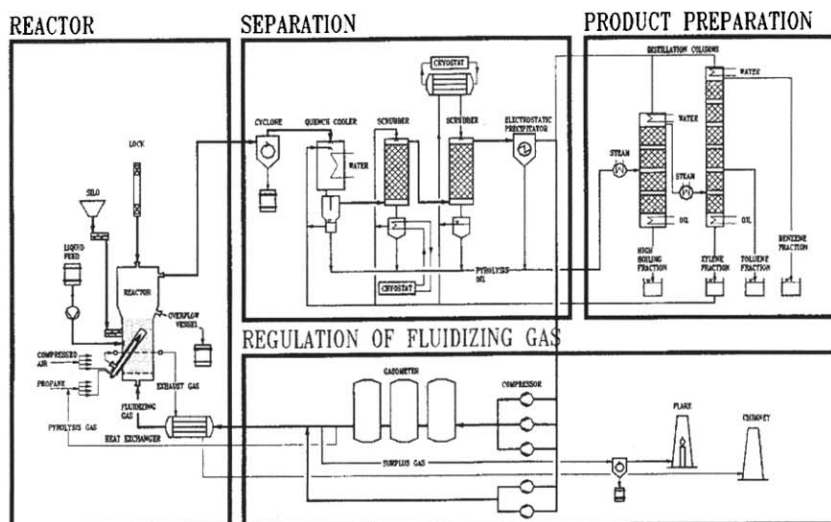 REACTOR
SEPARATION
PRODUCT PREPARATION
LOCK
SILO
LIQUID
FEED
REACTOR
OVERFLOW
VESSEL
COMPRESSED
AIR
PROPANE
PYROLYSIS GAS
FLUIDIZING
GAS
EXHAUST GAS
HEAT EXCHANGER
CYCLONE
QUENCH COOLER
WATER
SCRUBBER
CRYOSTAT
SCRUBBER
ELECTROSTATIC
PRECIPITATOR
CRYOSTAT
PYROLYSIS
OIL
DISTILLATION COLUMNS
WATER
WATER
STEAM
STEAM
OIL
OIL
HIGH
BOILING
FRACTION
XYLENE
FRACTION
TOLUENE
FRACTION
BENZENE
FRACTION
REGULATION OF FLUIDIZING GAS
GASOMETER
COMPRESSOR
SURPLUS GAS
FLARE
CHIMNEY